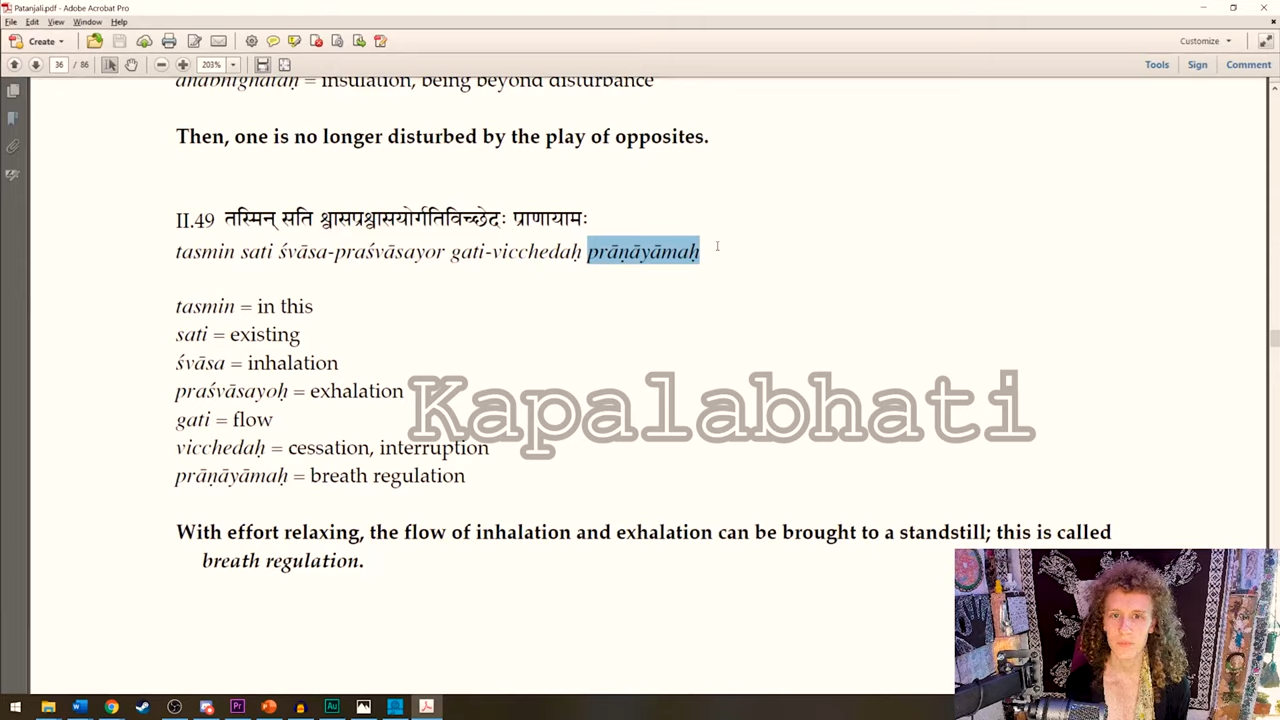 Patanjali.pdf - Adobe Acrobat Pro
File Edit View Window Help
Create Customize
36 / 86 203% Tools Sign Comment
anabhighātaḥ = insulation, being beyond disturbance
Then, one is no longer disturbed by the play of opposites.
II.49 तस्मिन् सति श्वासप्रश्वासयोर्गतिविच्छेदः प्राणायामः
tasmin sati śvāsa-praśvāsayor gati-vicchedaḥ prāṇāyāmaḥ
tasmin = in this
sati = existing
śvāsa = inhalation
praśvāsayoḥ = exhalation
gati = flow
Kapalabhati
vicchedaḥ = cessation, interruption
prāṇāyāmaḥ = breath regulation
With effort relaxing, the flow of inhalation and exhalation can be brought to a standstill; this is called
breath regulation.